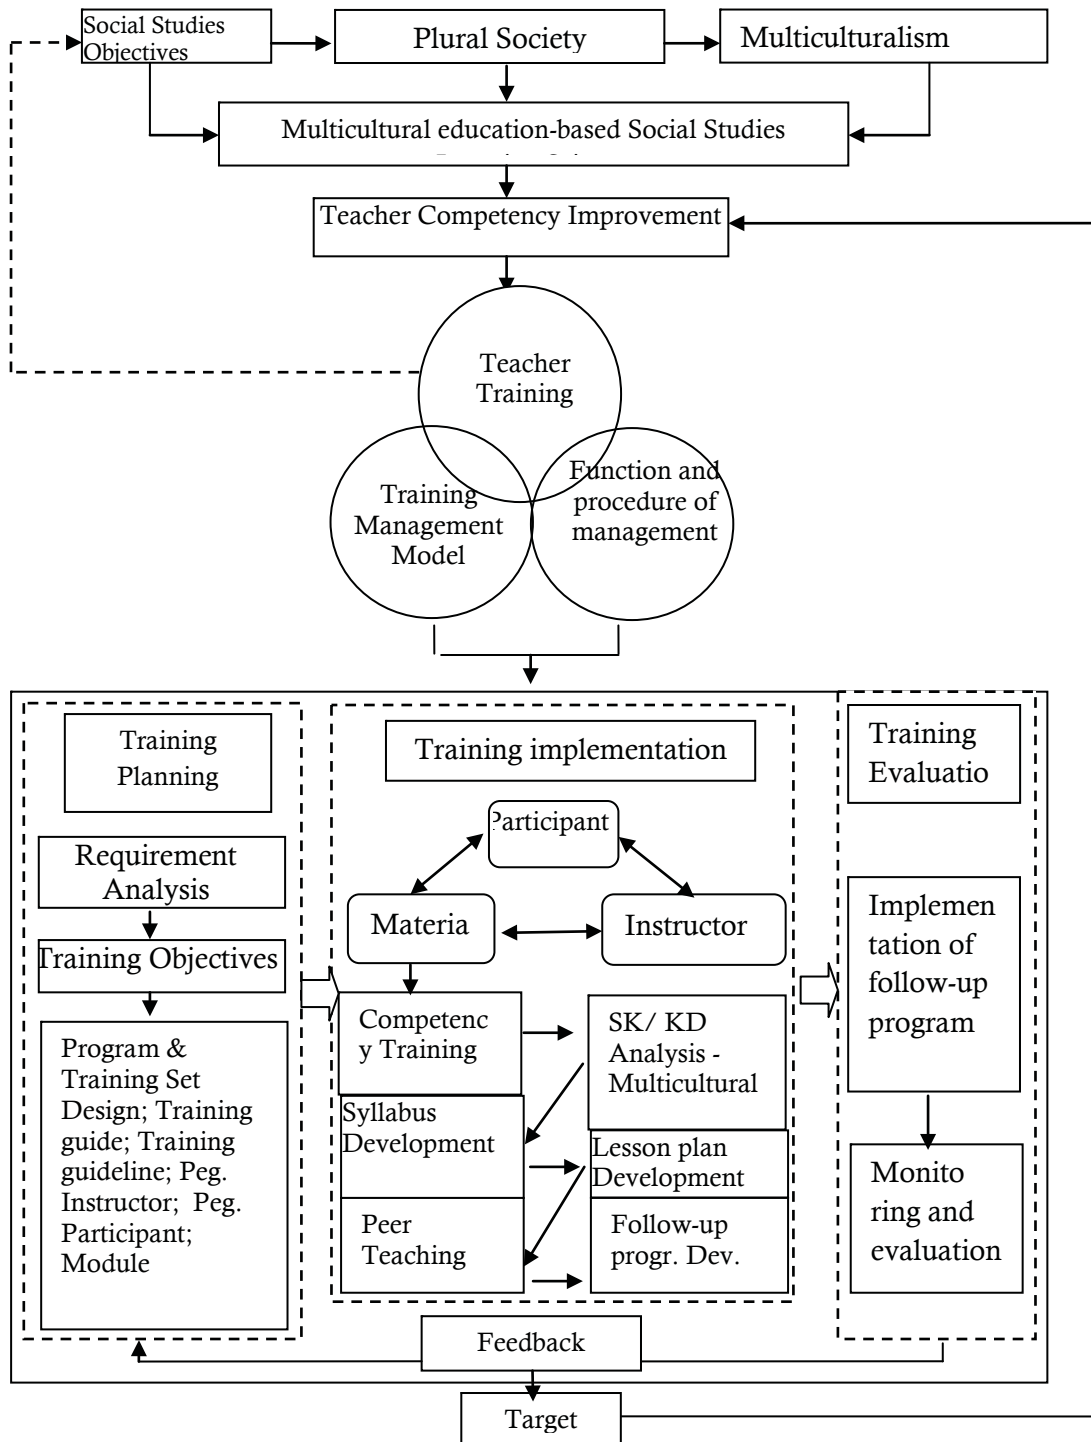 Social Studies
Objectives
Plural Society
Multiculturalism
Multicultural education-based Social Studies
Teacher Competency Improvement
Teacher
Training
Training
Management
Model
Function and
procedure of
management
Training
Planning
Requirement
Analysis
Training Objectives
Program &
Training Set
Design; Training
guide; Training
guideline; Peg.
Instructor; Peg.
Participant;
Module
Training implementation
Participant
Materia
Instructor
Competenc
y Training
SK/ KD
Analysis -
Multicultural
Syllabus
Development
Lesson plan
Development
Peer
Teaching
Follow-up
progr. Dev.
Training
Evaluatio
Implemen
tation of
follow-up
program
Monito
ring and
evaluation
Feedback
Target